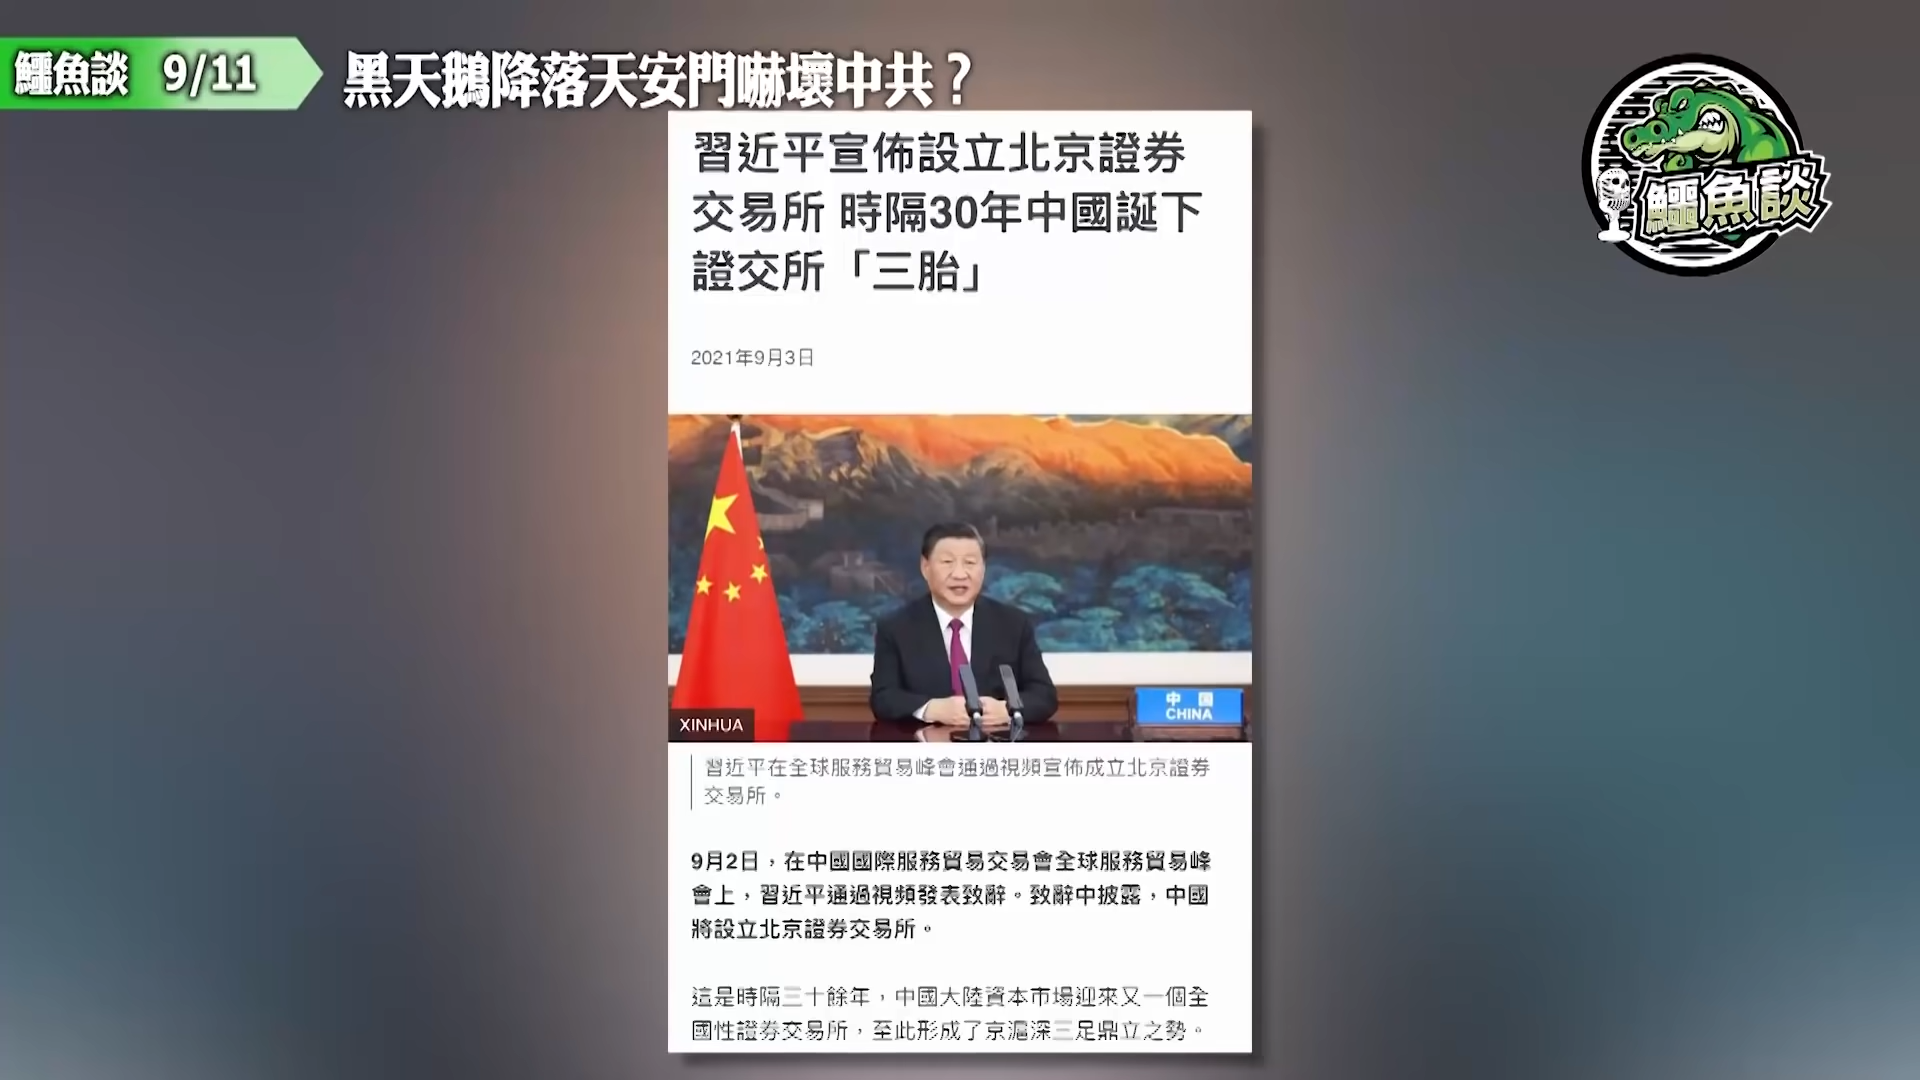 鱷魚談 9/11
黑天鵝降落天安門嚇壞中共？
鱷魚談
習近平宣佈設立北京證券
交易所 時隔30年中國誕下
證交所「三胎」
2021年9月3日
中 国
CHINA
XINHUA
習近平在全球服務貿易峰會通過視頻宣佈成立北京證券
交易所。
9月2日，在中國國際服務貿易交易會全球服務貿易峰
會上，習近平通過視頻發表致辭。致辭中披露，中國
將設立北京證券交易所。
這是時隔三十餘年，中國大陸資本市場迎來又一個全
國性證券交易所，至此形成了京滬深三足鼎立之勢。